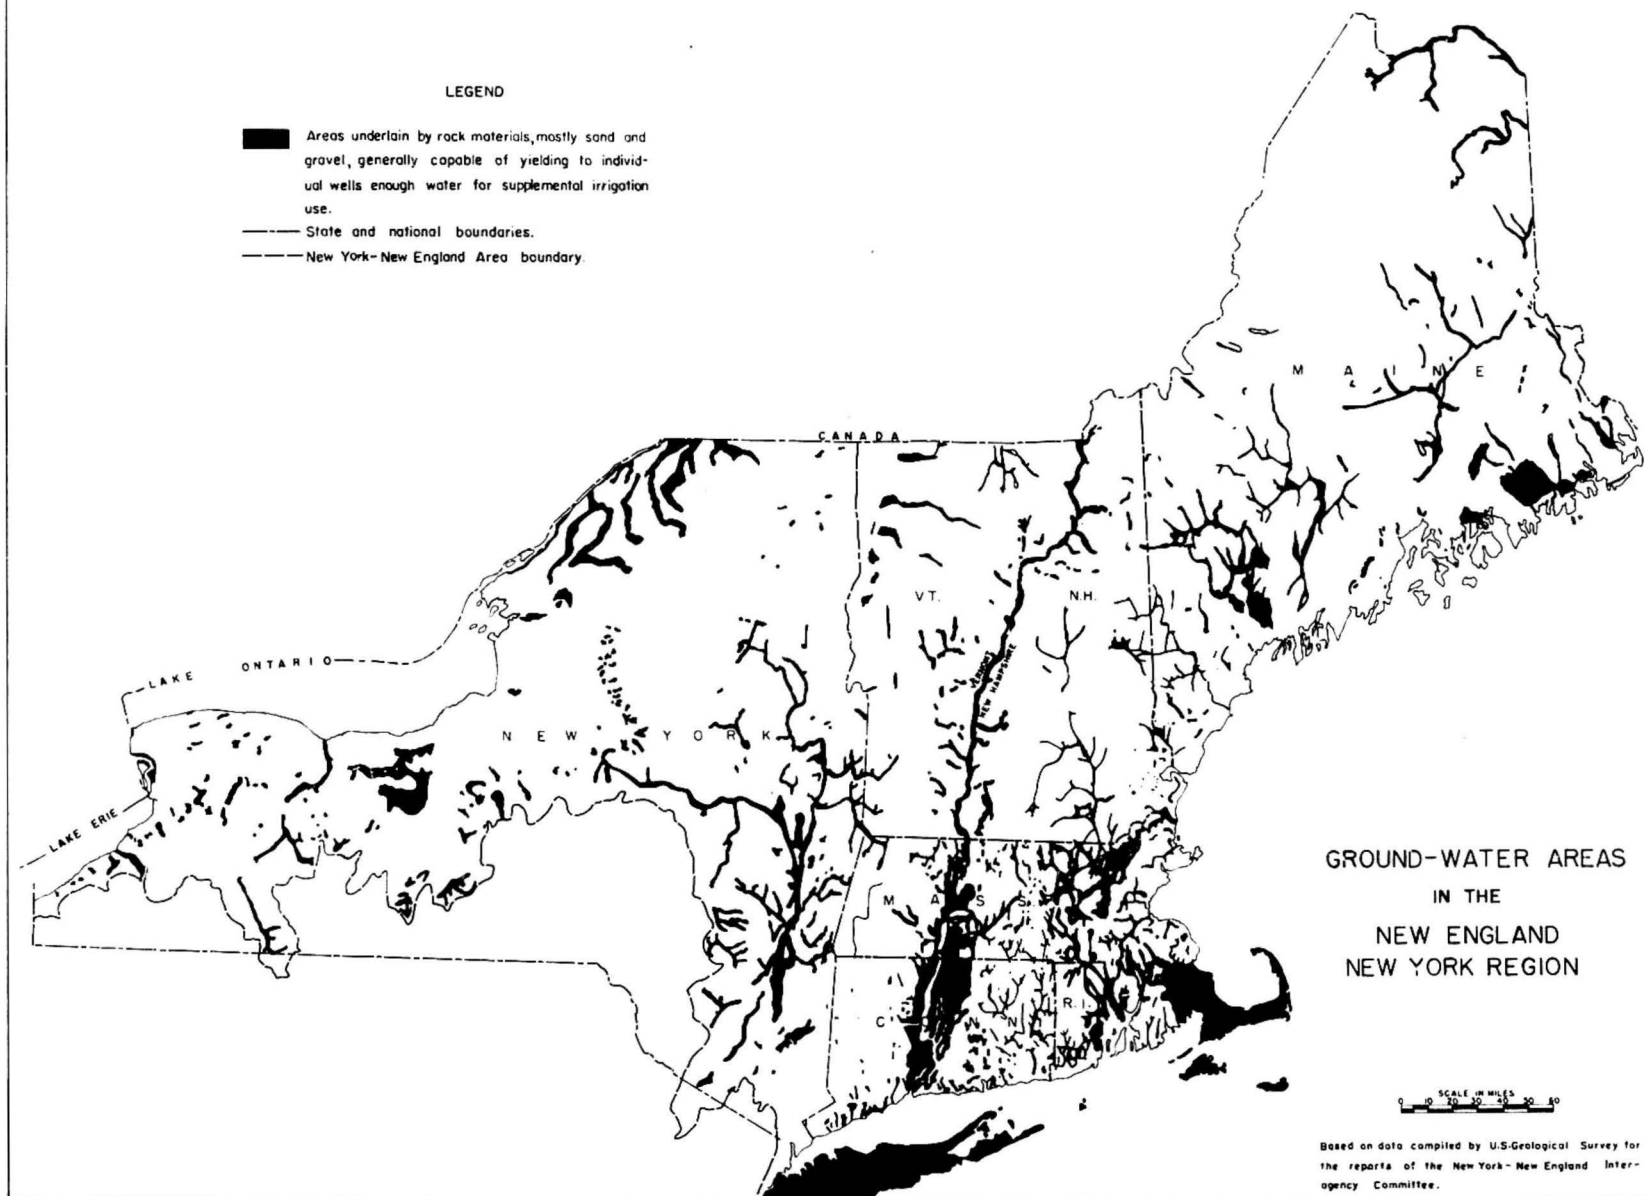 LEGEND
Areas underlain by rock materials, mostly sand and
gravel, generally capable of yielding to individ-
ual wells enough water for supplemental irrigation
use.
State and national boundaries.
New York-New England Area boundary.
CANADA
MAINE
VT.
N.H.
VERMONT
NEW HAMPSHIRE
LAKE ONTARIO
NEW YORK
LAKE ERIE
MASS.
CONN.
R.I.
GROUND-WATER AREAS
IN THE
NEW ENGLAND
NEW YORK REGION
SCALE IN MILES
0 10 20 30 40 50 60
Based on data compiled by U.S. Geological Survey for
the reports of the New York-New England Inter-
agency Committee.